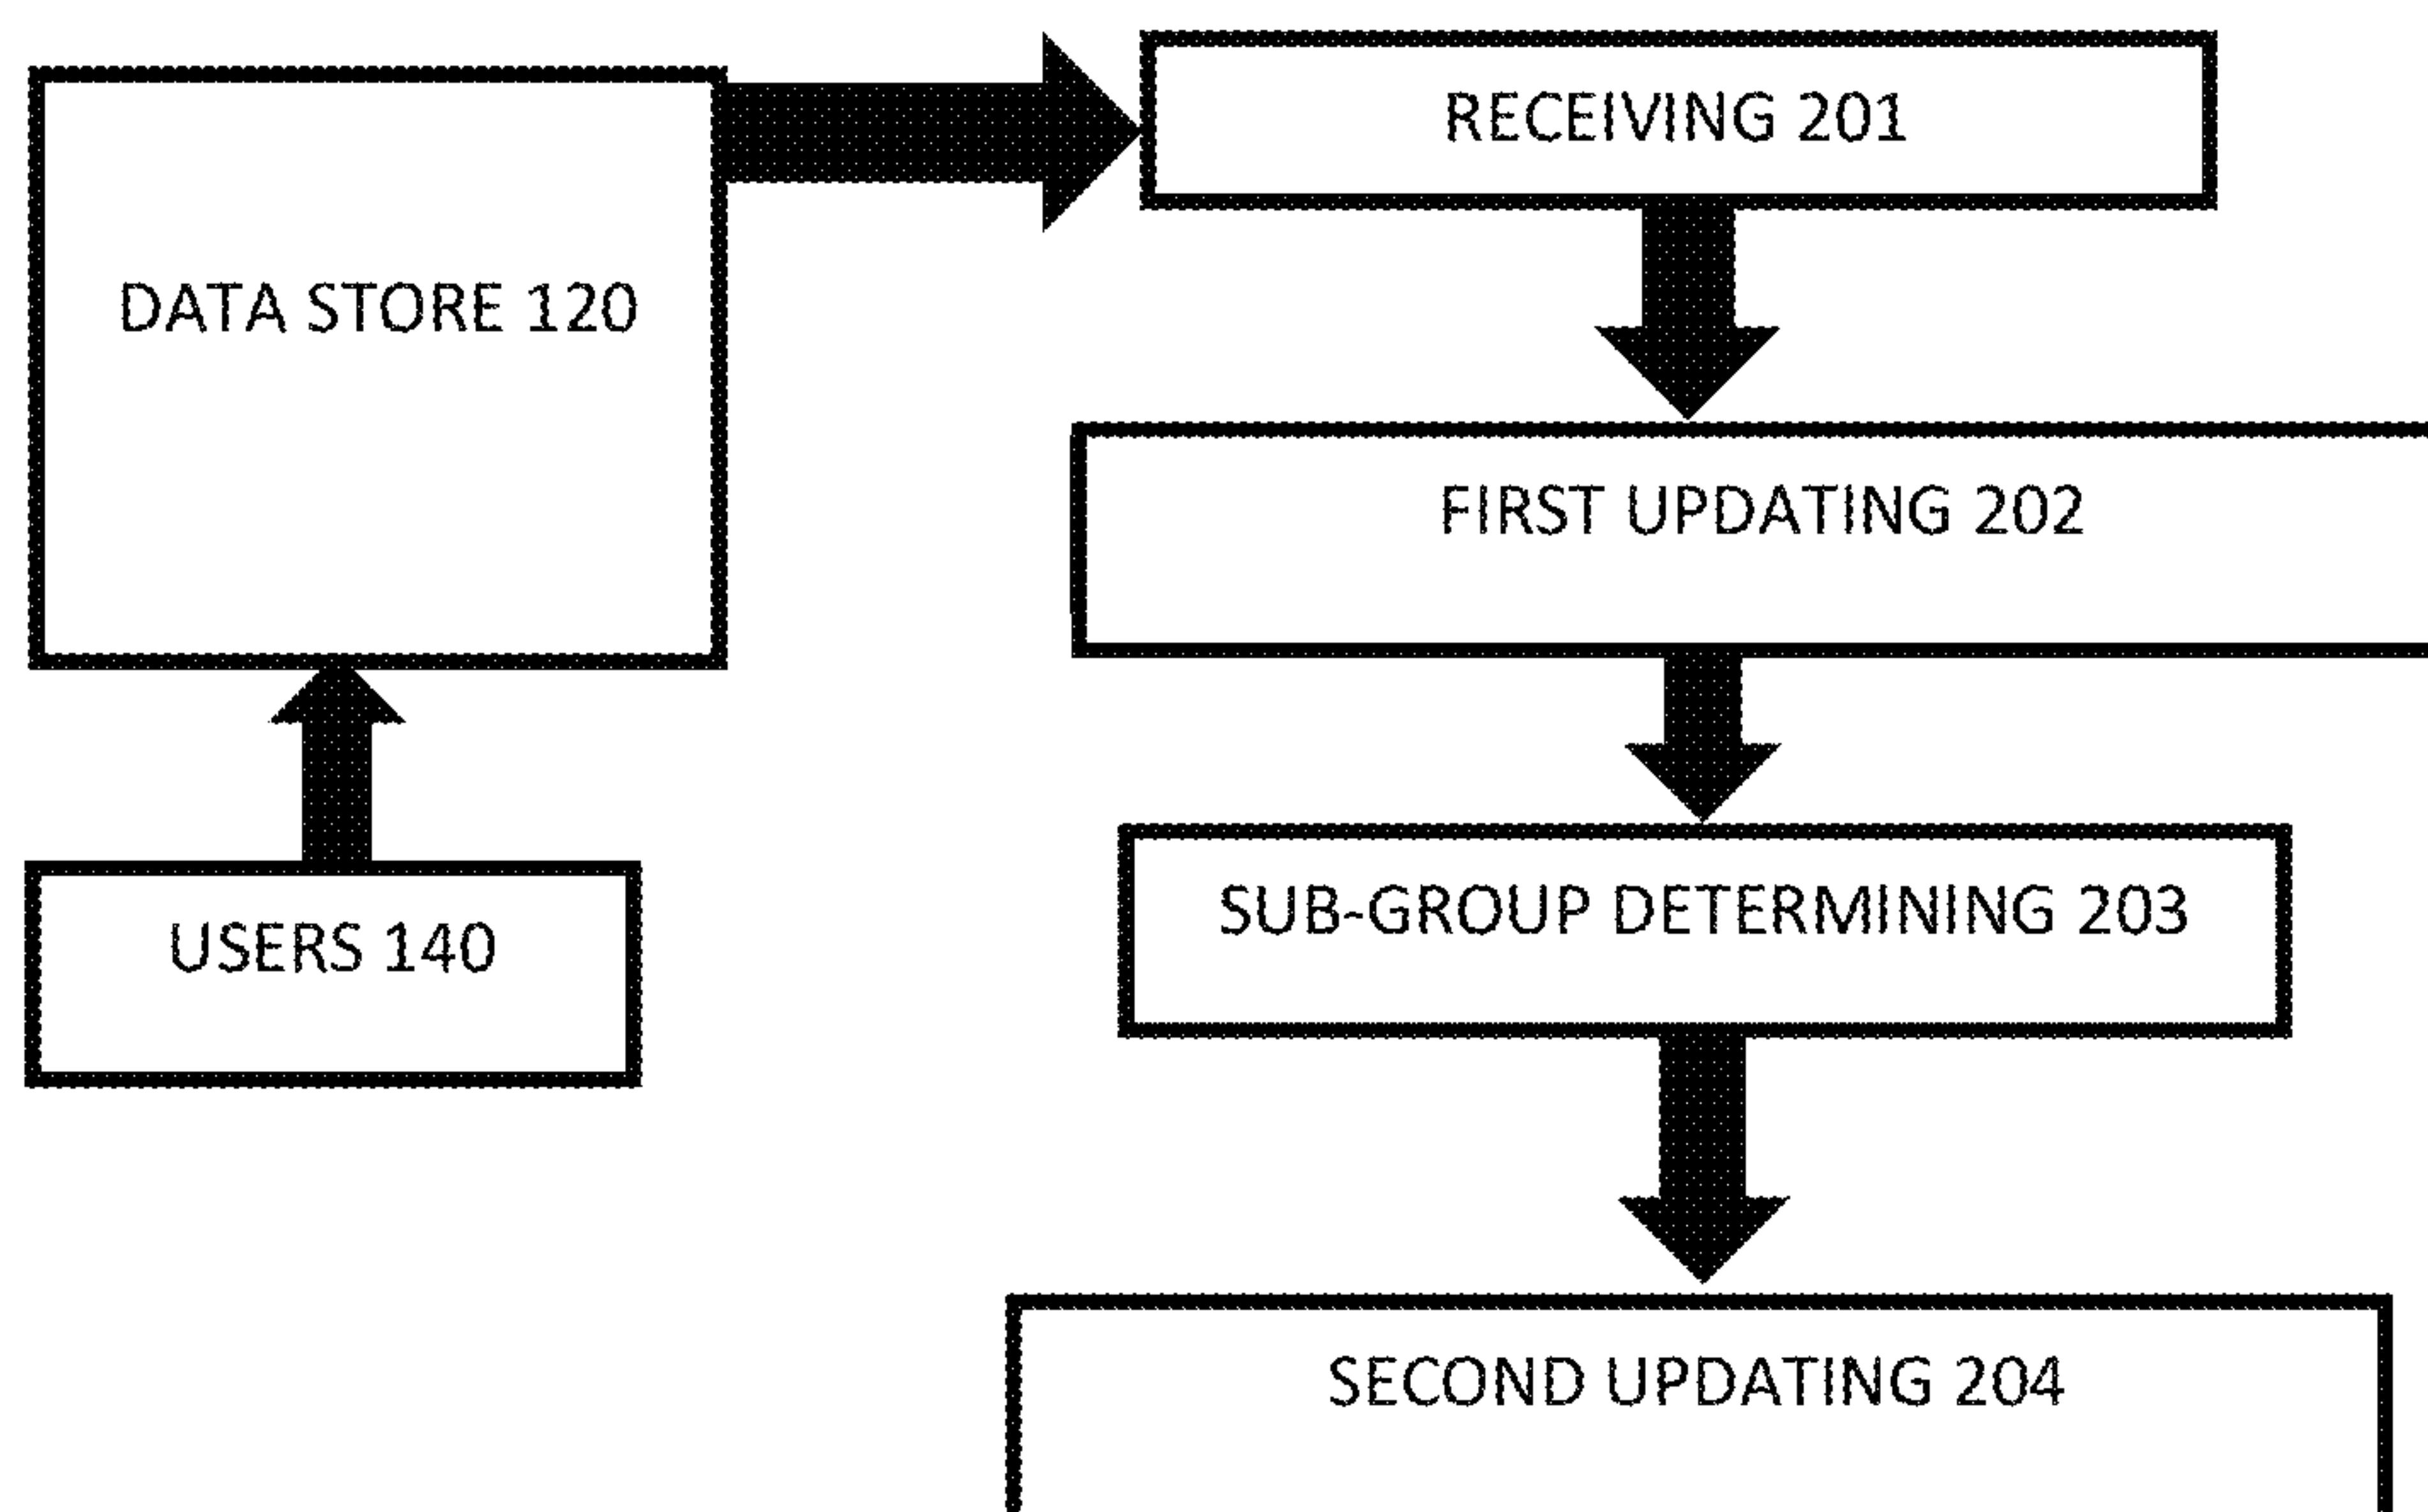 DATA STORE 120
USERS 140
RECEIVING 201
FIRST UPDATING 202
SUB-GROUP DETERMINING 203
SECOND UPDATING 204